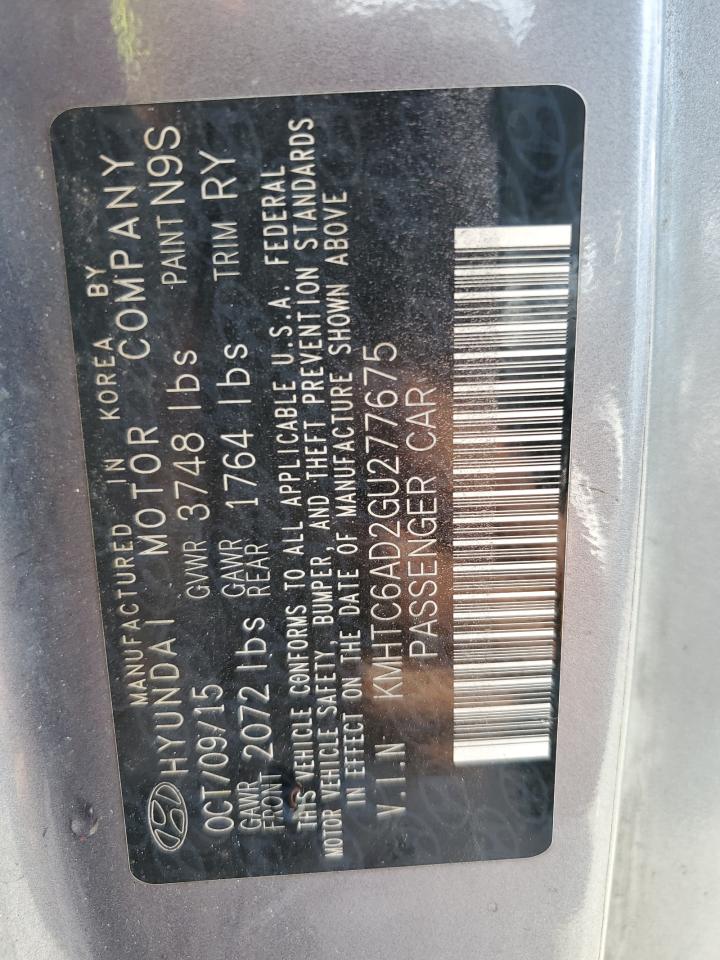 MANUFACTURED IN KOREA BY
HYUNDAI MOTOR COMPANY
OCT/09/15 GVWR 3748 lbs PAINT N9S
GAWR FRONT 2072 lbs GAWR REAR 1764 lbs TRIM RY
THIS VEHICLE CONFORMS TO ALL APPLICABLE U.S.A. FEDERAL
MOTOR VEHICLE SAFETY, BUMPER, AND THEFT PREVENTION STANDARDS
IN EFFECT ON THE DATE OF MANUFACTURE SHOWN ABOVE
V.I.N KMHTC6AD2GU277675
PASSENGER CAR